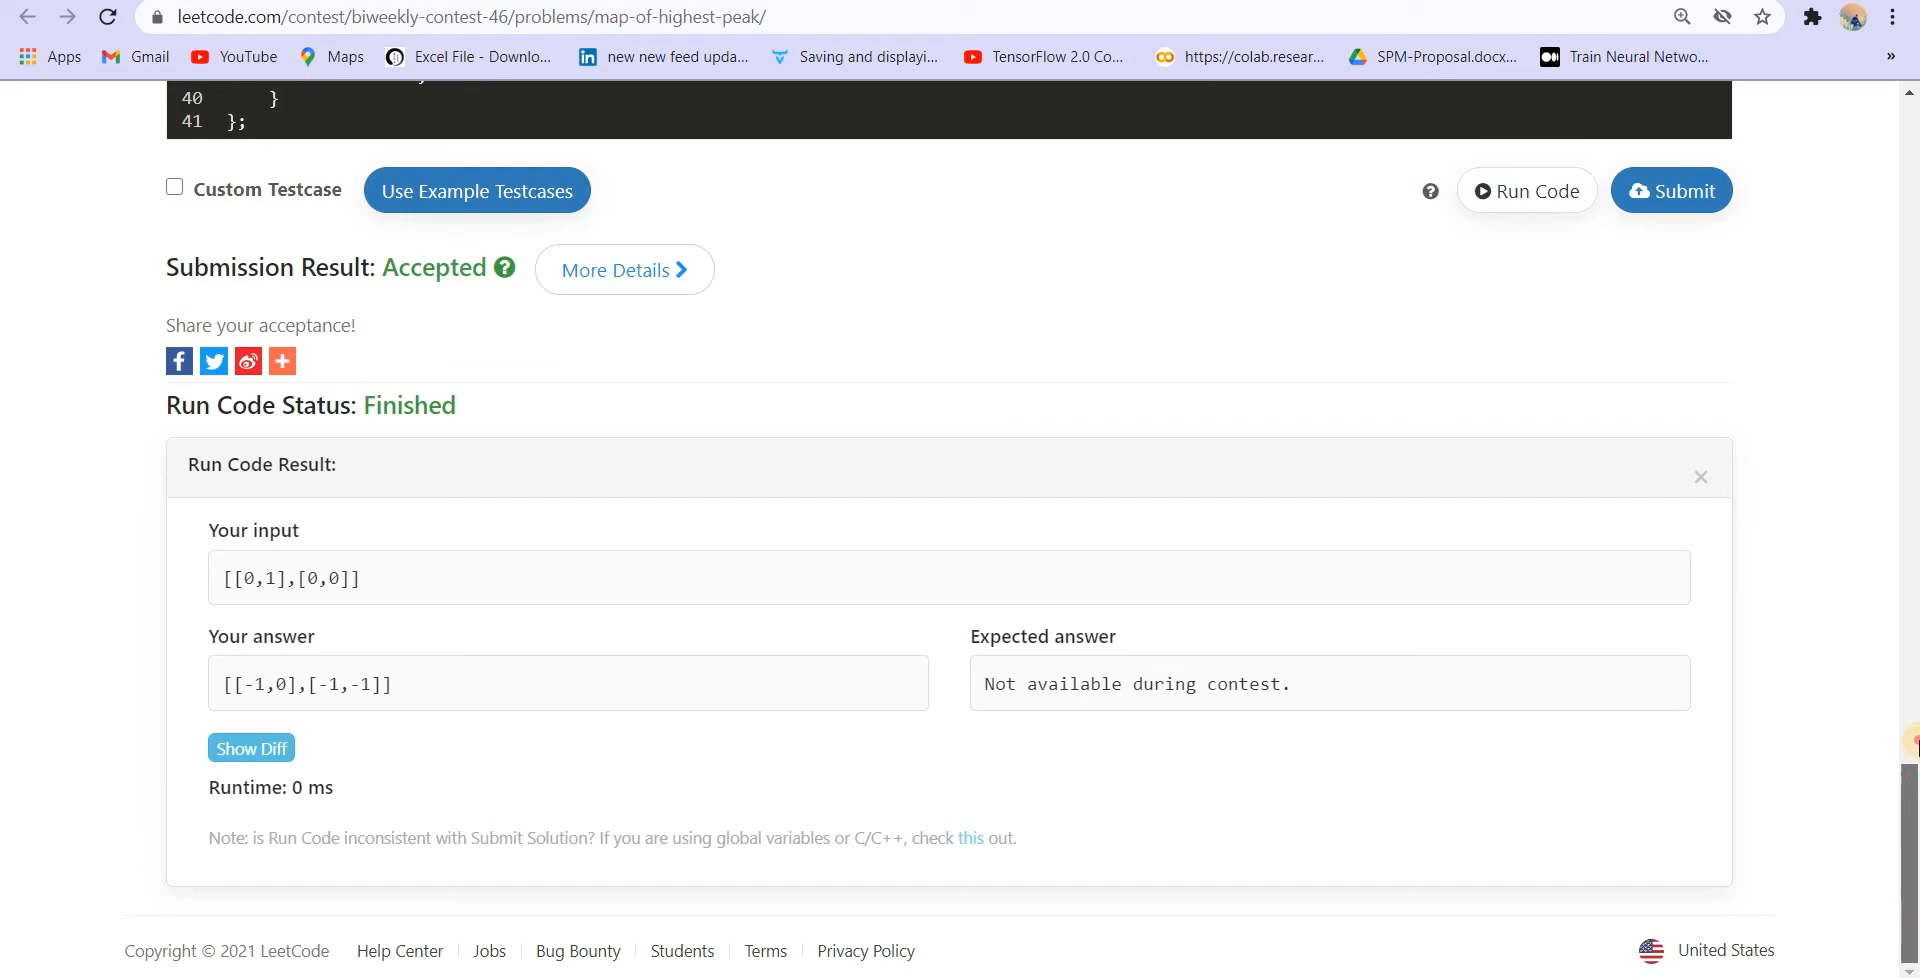 leetcode.com/contest/biweekly-contest-46/problems/map-of-highest-peak/
Apps Gmail YouTube Maps Excel File - Downlo... new new feed upda... Saving and displayi... TensorFlow 2.0 Co... https://colab.resear... SPM-Proposal.docx... Train Neural Netwo... »
40 }
41 };
Custom Testcase Use Example Testcases Run Code Submit
Submission Result: Accepted More Details
Share your acceptance!
Run Code Status: Finished
Run Code Result:
Your input
[[0,1],[0,0]]
Your answer Expected answer
[[-1,0],[-1,-1]] Not available during contest.
Show Diff
Runtime: 0 ms
Note: is Run Code inconsistent with Submit Solution? If you are using global variables or C/C++, check this out.
Copyright © 2021 LeetCode Help Center Jobs Bug Bounty Students Terms Privacy Policy United States